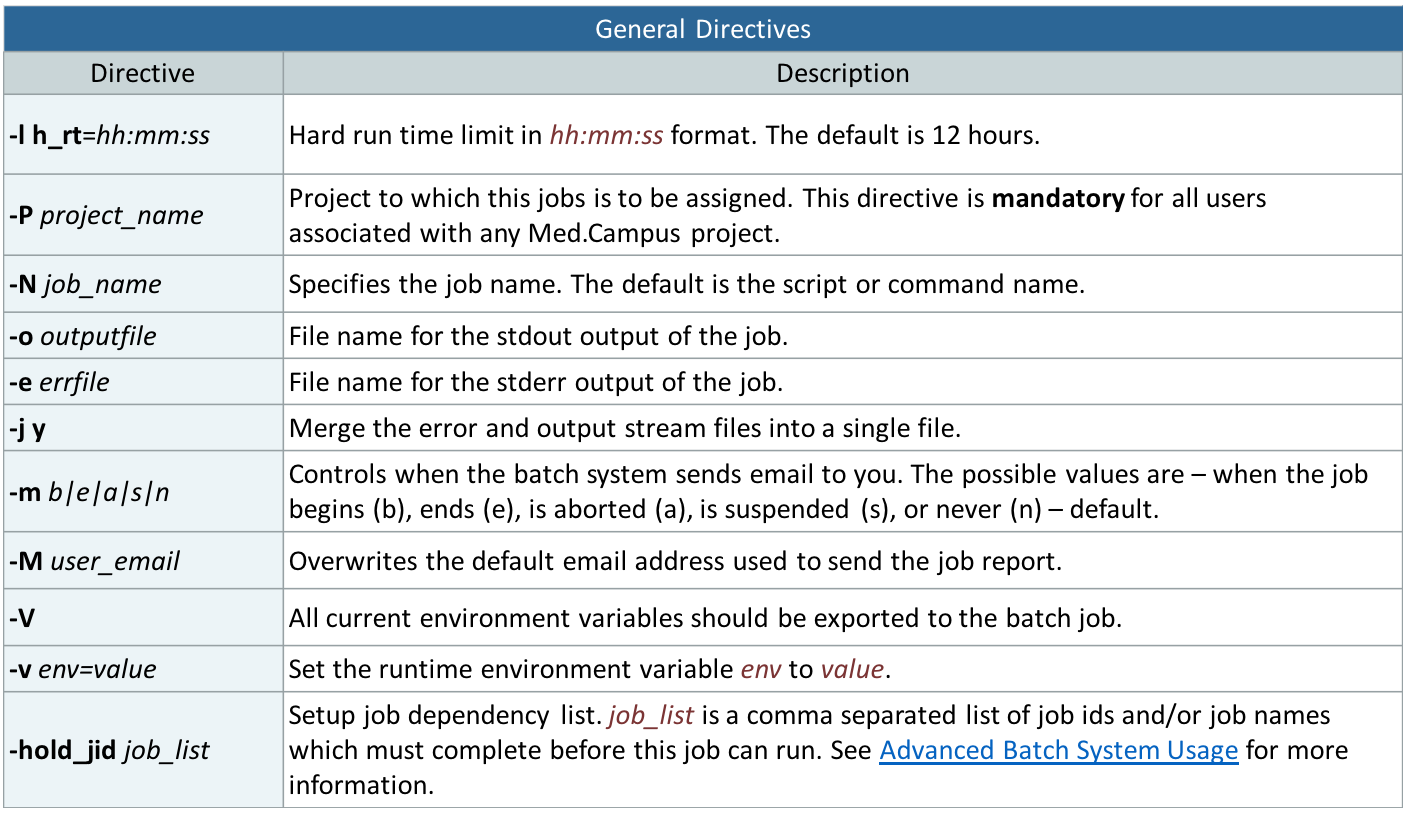 General Directives
Directive Description
-l h_rt=hh:mm:ss Hard run time limit in hh:mm:ss format. The default is 12 hours.
-P project_name Project to which this jobs is to be assigned. This directive is mandatory for all users
associated with any Med.Campus project.
-N job_name Specifies the job name. The default is the script or command name.
-o outputfile File name for the stdout output of the job.
-e errfile File name for the stderr output of the job.
-j y Merge the error and output stream files into a single file.
-m b|e|a|s|n Controls when the batch system sends email to you. The possible values are – when the job
begins (b), ends (e), is aborted (a), is suspended (s), or never (n) – default.
-M user_email Overwrites the default email address used to send the job report.
-V All current environment variables should be exported to the batch job.
-v env=value Set the runtime environment variable env to value.
-hold_jid job_list Setup job dependency list. job_list is a comma separated list of job ids and/or job names
which must complete before this job can run. See Advanced Batch System Usage for more
information.